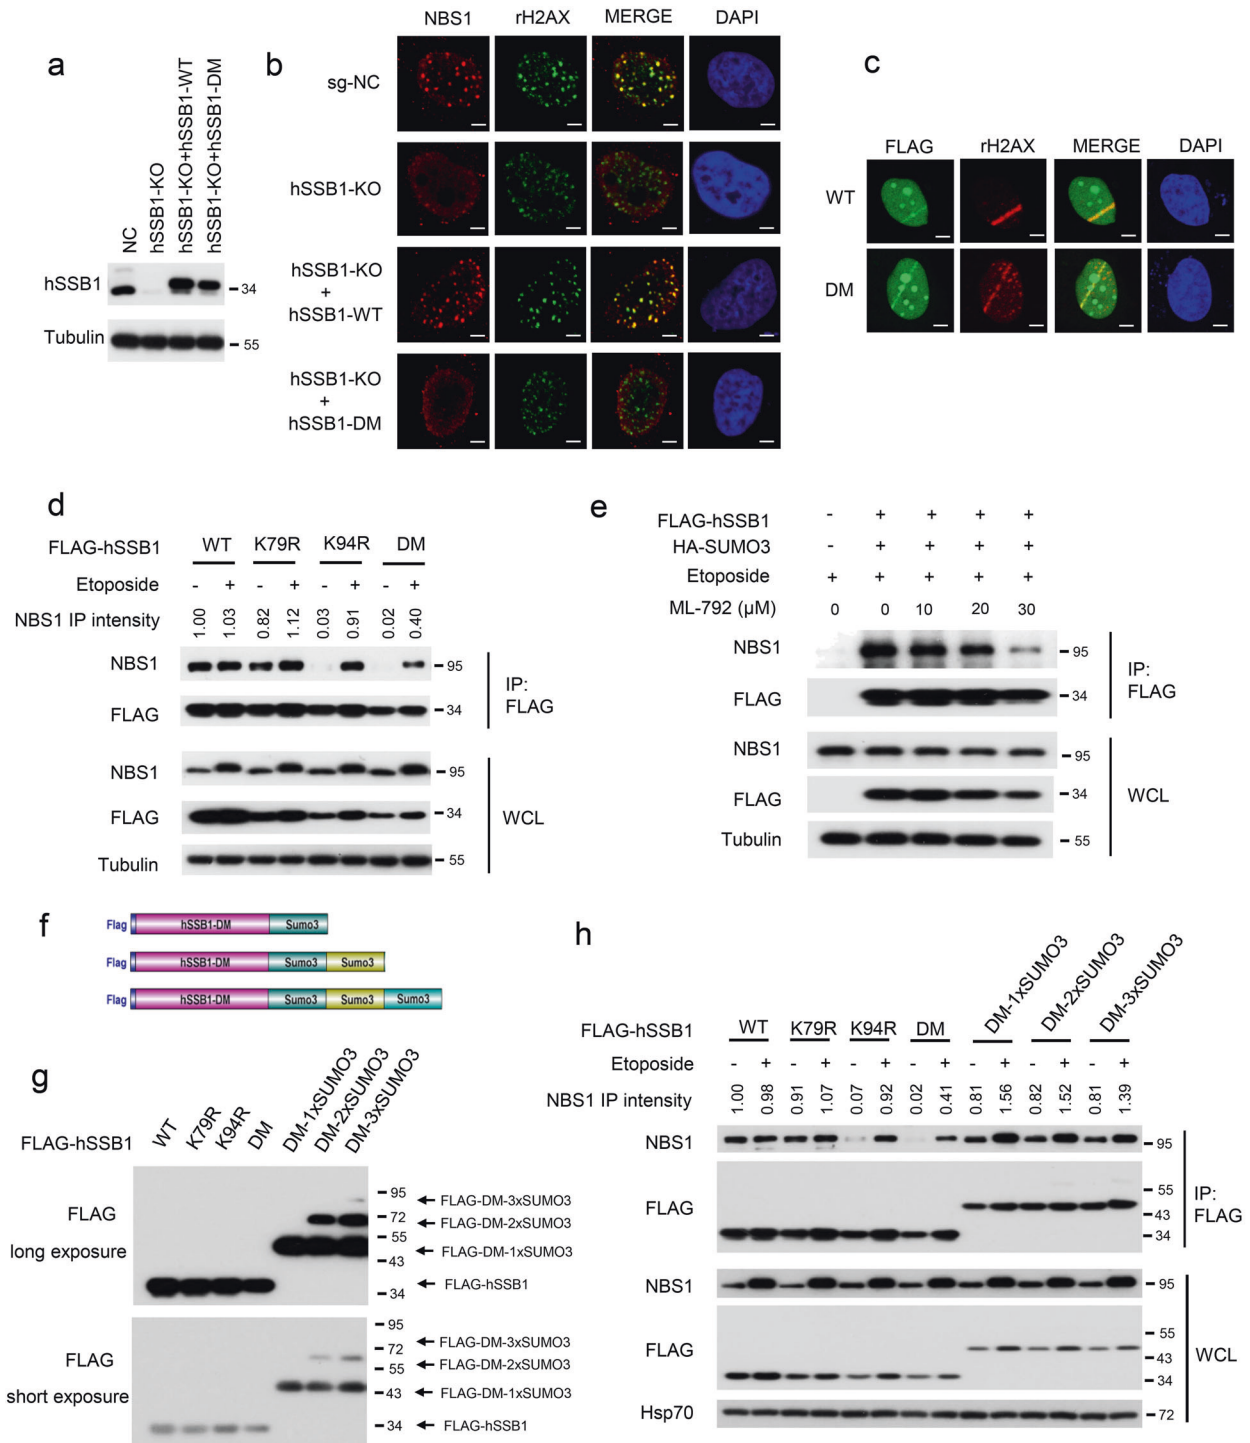 a
NC
hSSB1-KO
hSSB1-KO+hSSB1-WT
hSSB1-KO+hSSB1-DM
hSSB1
34
Tubulin
55
b
NBS1 rH2AX MERGE DAPI
sg-NC
hSSB1-KO
hSSB1-KO
+
hSSB1-WT
hSSB1-KO
+
hSSB1-DM
c
FLAG rH2AX MERGE DAPI
WT
DM
d
FLAG-hSSB1 WT K79R K94R DM
Etoposide - + - + - + - +
NBS1 IP intensity 1.00 1.03 0.82 1.12 0.03 0.91 0.02 0.40
NBS1 95
FLAG 34
IP:
FLAG
NBS1 95
FLAG 34
Tubulin 55
WCL
e
FLAG-hSSB1 - + + + +
HA-SUMO3 - + + + +
Etoposide + + + + +
ML-792 (µM) 0 0 10 20 30
NBS1 95
FLAG 34
IP:
FLAG
NBS1 95
FLAG 34
Tubulin 55
WCL
f
Flag hSSB1-DM Sumo3
Flag hSSB1-DM Sumo3 Sumo3
Flag hSSB1-DM Sumo3 Sumo3 Sumo3
g
FLAG-hSSB1 WT K79R K94R DM DM-1xSUMO3 DM-2xSUMO3 DM-3xSUMO3
FLAG
long exposure
95
72
55
43
34
FLAG-DM-3xSUMO3
FLAG-DM-2xSUMO3
FLAG-DM-1xSUMO3
FLAG-hSSB1
FLAG
short exposure
95
72
55
43
34
FLAG-DM-3xSUMO3
FLAG-DM-2xSUMO3
FLAG-DM-1xSUMO3
FLAG-hSSB1
h
FLAG-hSSB1 WT K79R K94R DM DM-1xSUMO3 DM-2xSUMO3 DM-3xSUMO3
Etoposide - + - + - + - + - + - + - +
NBS1 IP intensity 1.00 0.98 0.91 1.07 0.07 0.92 0.02 0.41 0.81 1.56 0.82 1.52 0.81 1.39
NBS1 95
FLAG
55
43
34
IP:
FLAG
NBS1 95
FLAG
55
43
34
Hsp70 72
WCL